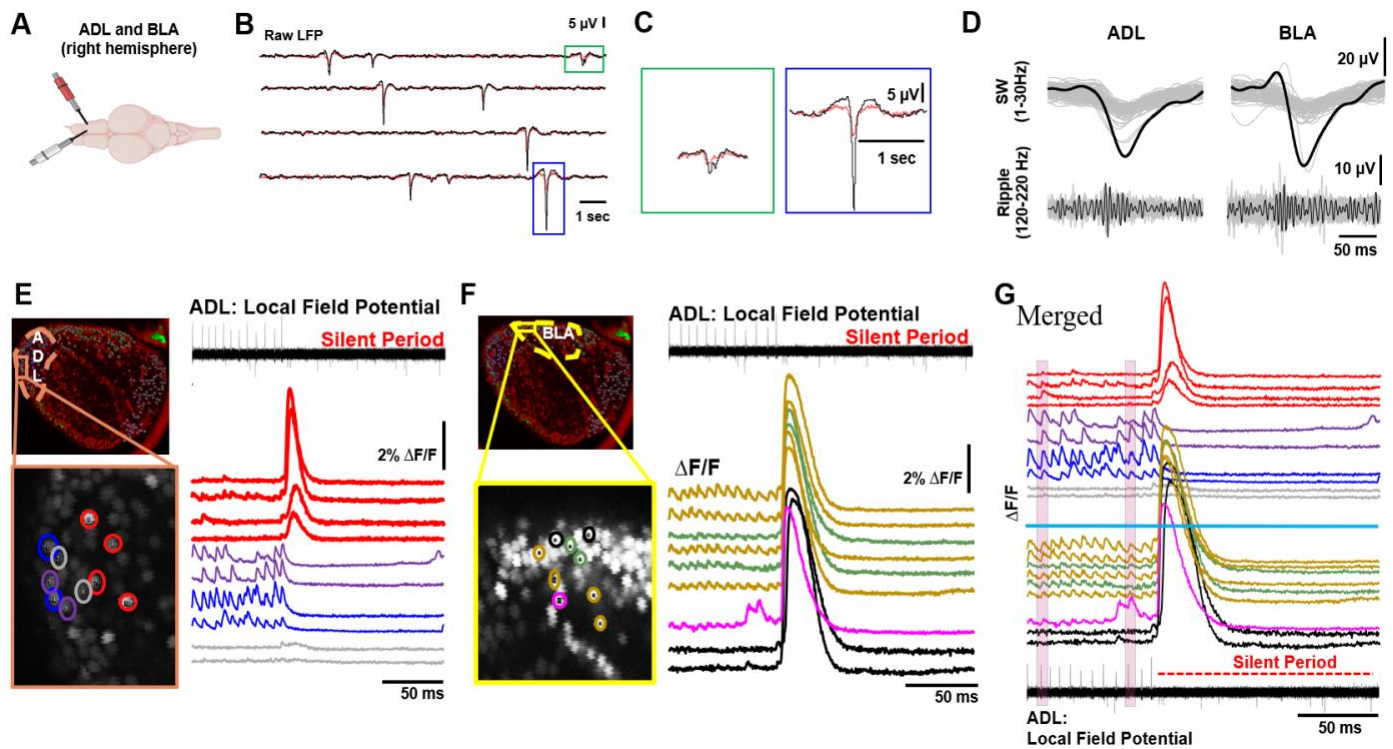 A
ADL and BLA
(right hemisphere)
B
Raw LFP
5 µV
1 sec
C
5 µV
1 sec
D
ADL
BLA
20 µV
SW
(1-30Hz)
10 µV
Ripple
(120-220 Hz)
50 ms
E
A
D
L
ADL: Local Field Potential
Silent Period
2% ΔF/F
50 ms
F
BLA
ADL: Local Field Potential
Silent Period
ΔF/F
2% ΔF/F
50 ms
G
Merged
ΔF/F
Silent Period
ADL:
Local Field Potential
50 ms